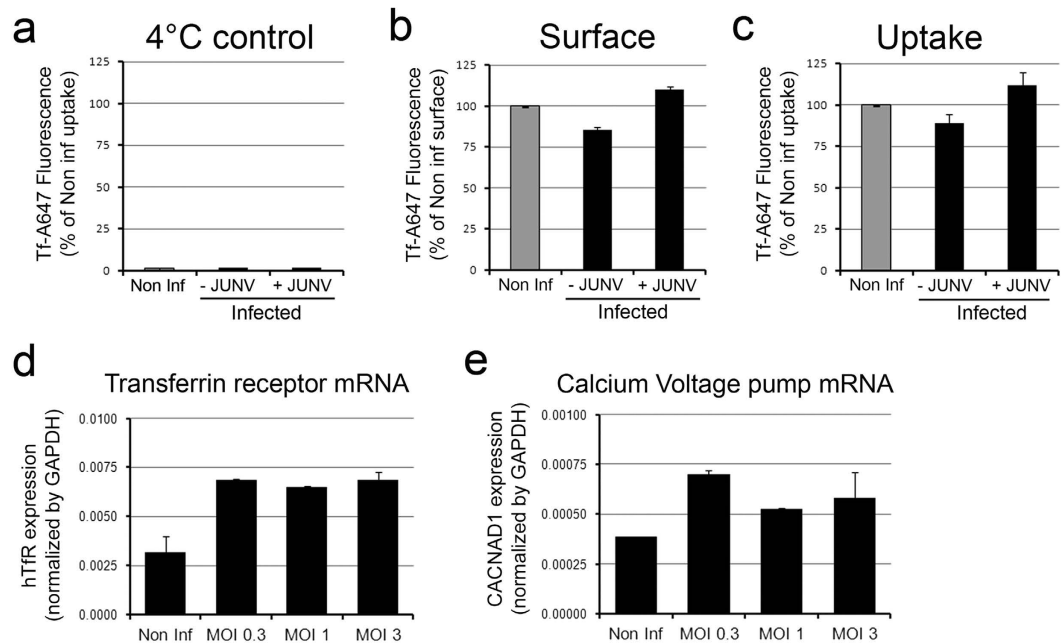 a
4°C control
Tf-A647 Fluorescence
(% of Non inf uptake)
125
100
75
50
25
0
Non Inf
- JUNV
+ JUNV
Infected
b
Surface
Tf-A647 Fluorescence
(% of Non inf surface)
125
100
75
50
25
0
Non Inf
- JUNV
+ JUNV
Infected
c
Uptake
Tf-A647 Fluorescence
(% of Non inf uptake)
125
100
75
50
25
0
Non Inf
- JUNV
+ JUNV
Infected
d
Transferrin receptor mRNA
hTfR expression
(normalized by GAPDH)
0.0100
0.0075
0.0050
0.0025
0.0000
Non Inf
MOI 0.3
MOI 1
MOI 3
e
Calcium Voltage pump mRNA
CACNAD1 expression
(normalized by GAPDH)
0.00100
0.00075
0.00050
0.00025
0.00000
Non Inf
MOI 0.3
MOI 1
MOI 3